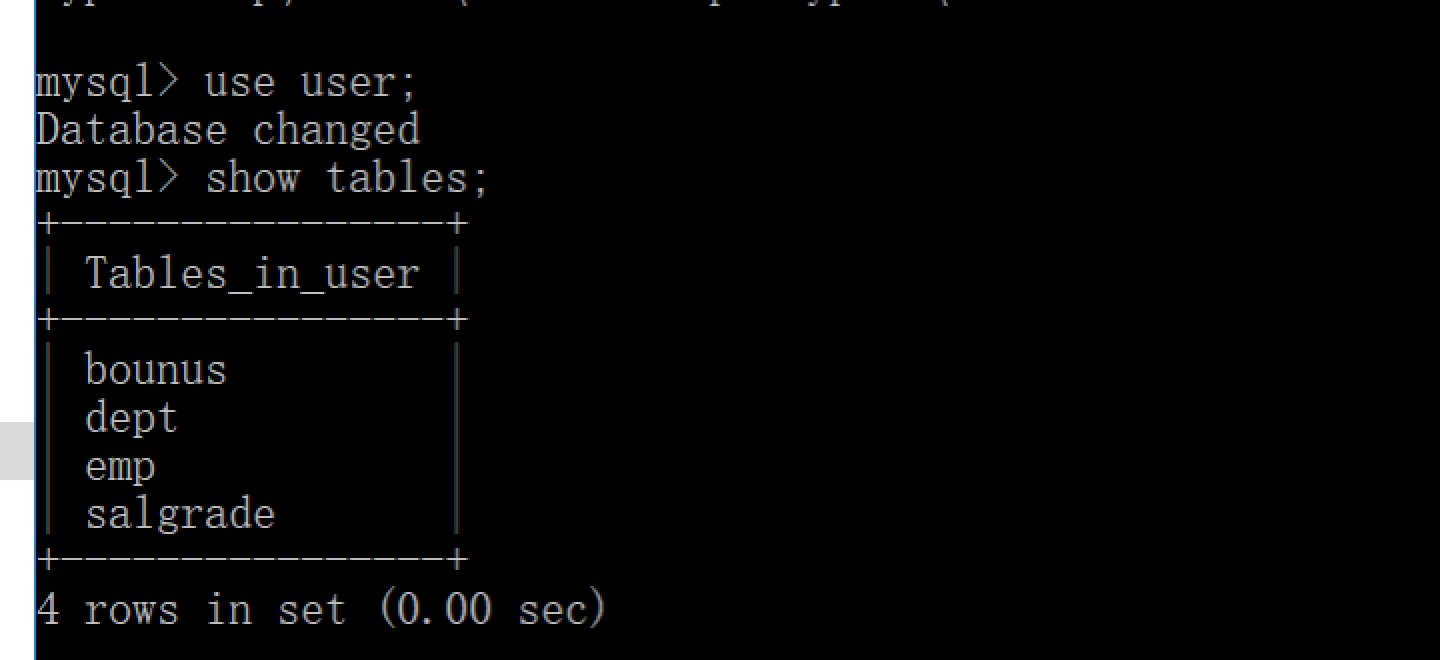 mysql> use user;
Database changed
mysql> show tables;
+----------------+
| Tables_in_user |
+----------------+
| bounus         |
| dept           |
| emp            |
| salgrade       |
+----------------+
4 rows in set (0.00 sec)